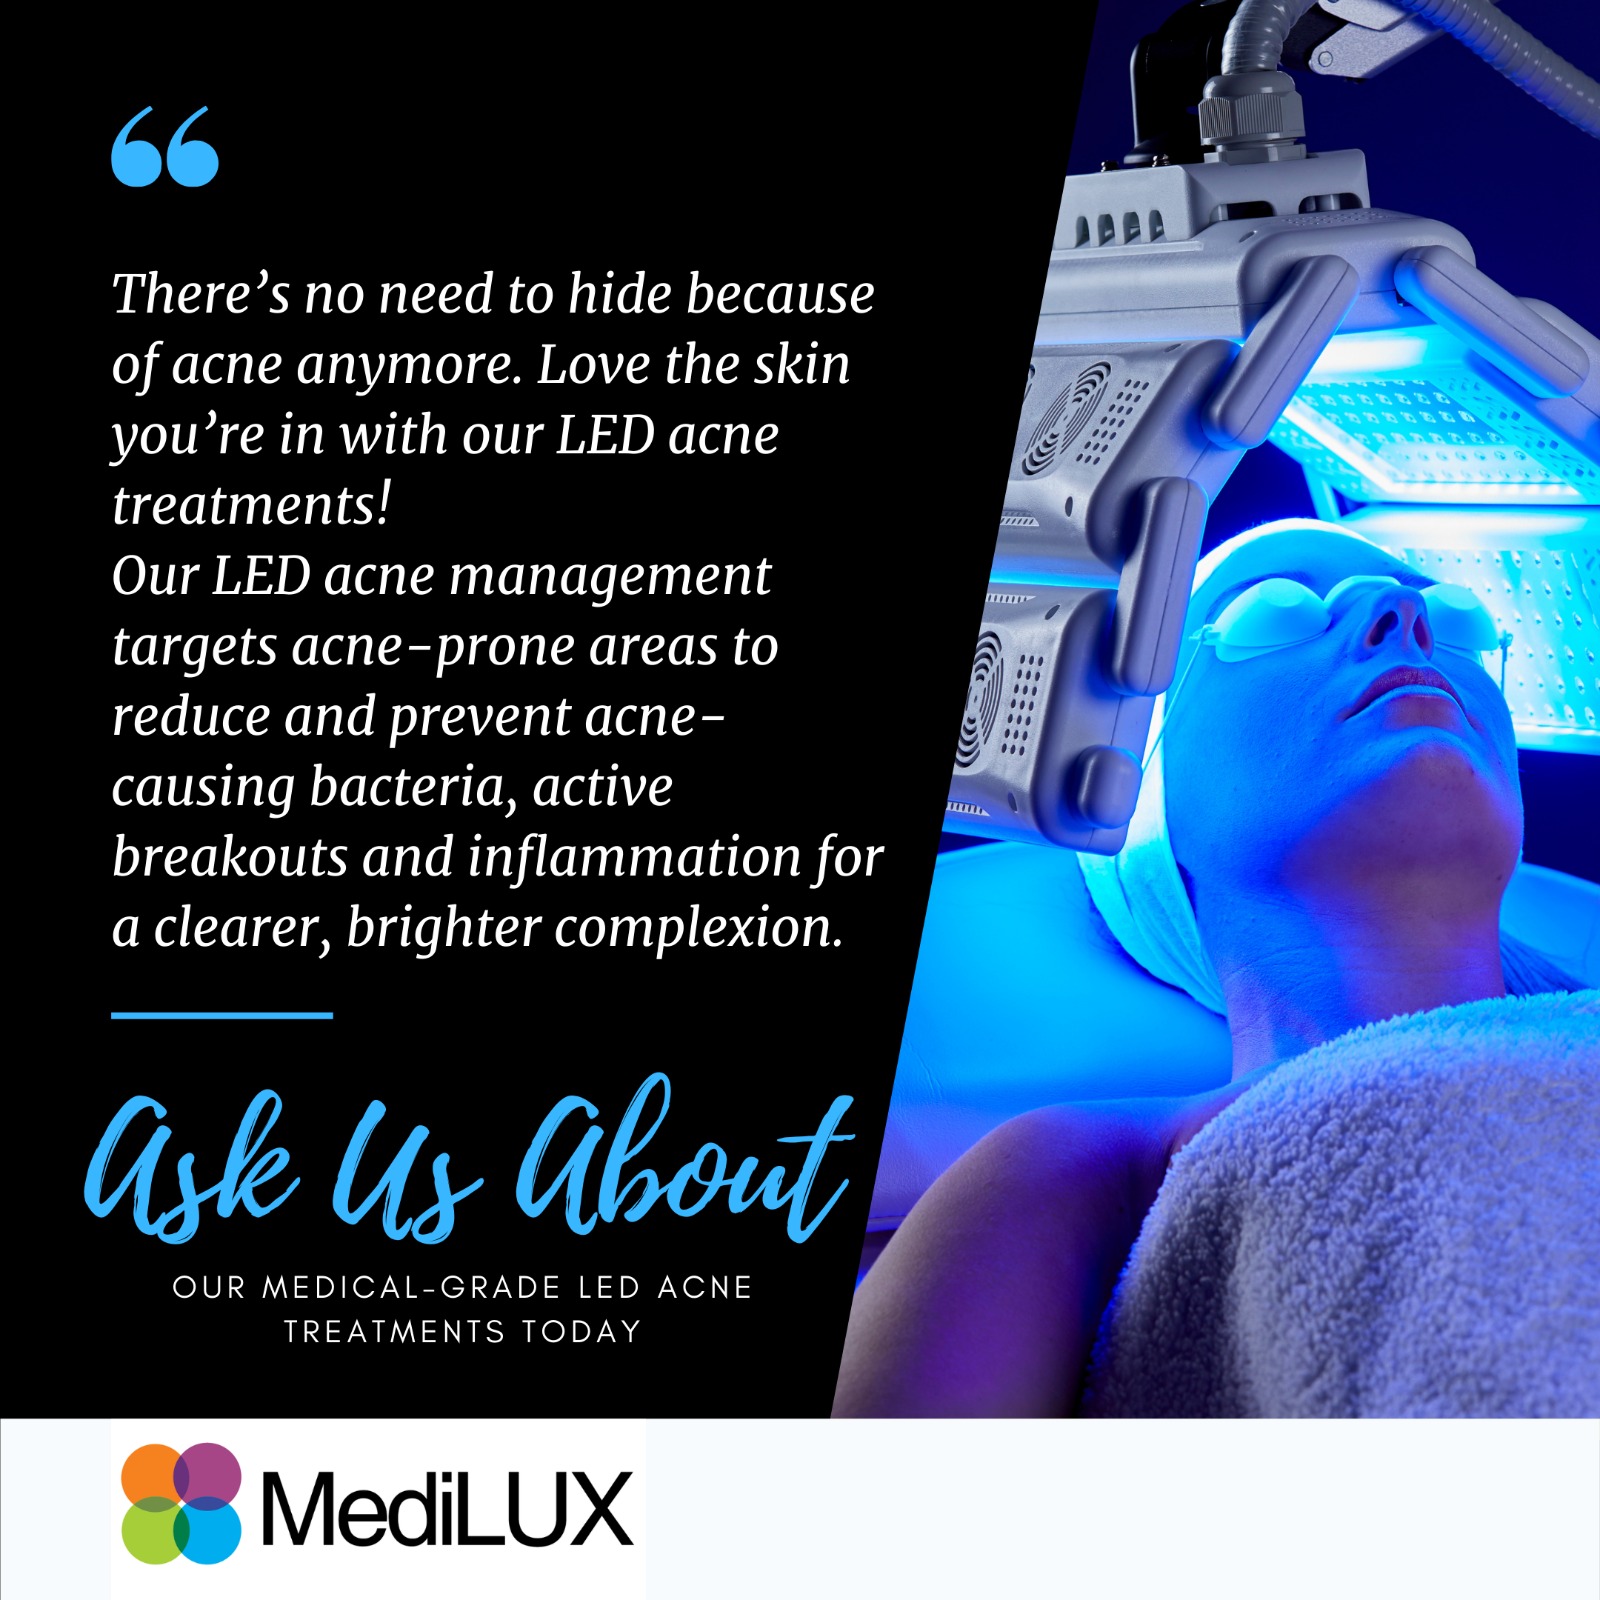 “
There’s no need to hide because
of acne anymore. Love the skin
you’re in with our LED acne
treatments!
Our LED acne management
targets acne-prone areas to
reduce and prevent acne-
causing bacteria, active
breakouts and inflammation for
a clearer, brighter complexion.
Ask Us About
OUR MEDICAL-GRADE LED ACNE
TREATMENTS TODAY
MediLUX